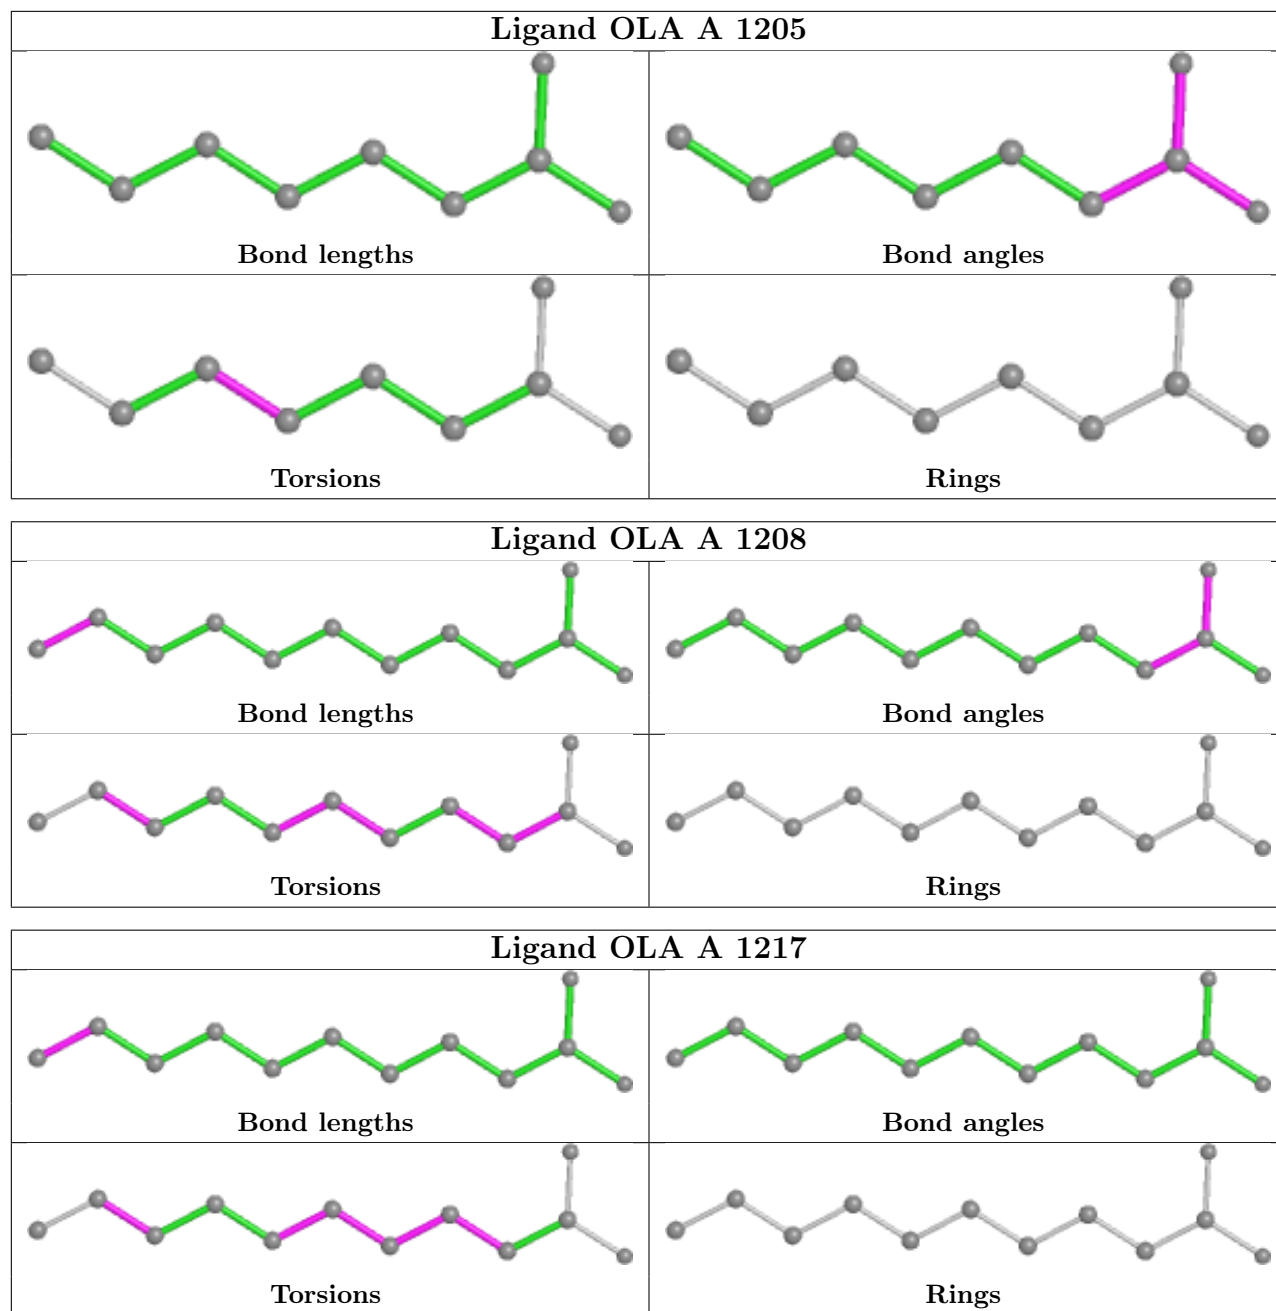 Ligand OLA A 1205
Bond lengths
Bond angles
Torsions
Rings
Ligand OLA A 1208
Bond lengths
Bond angles
Torsions
Rings
Ligand OLA A 1217
Bond lengths
Bond angles
Torsions
Rings